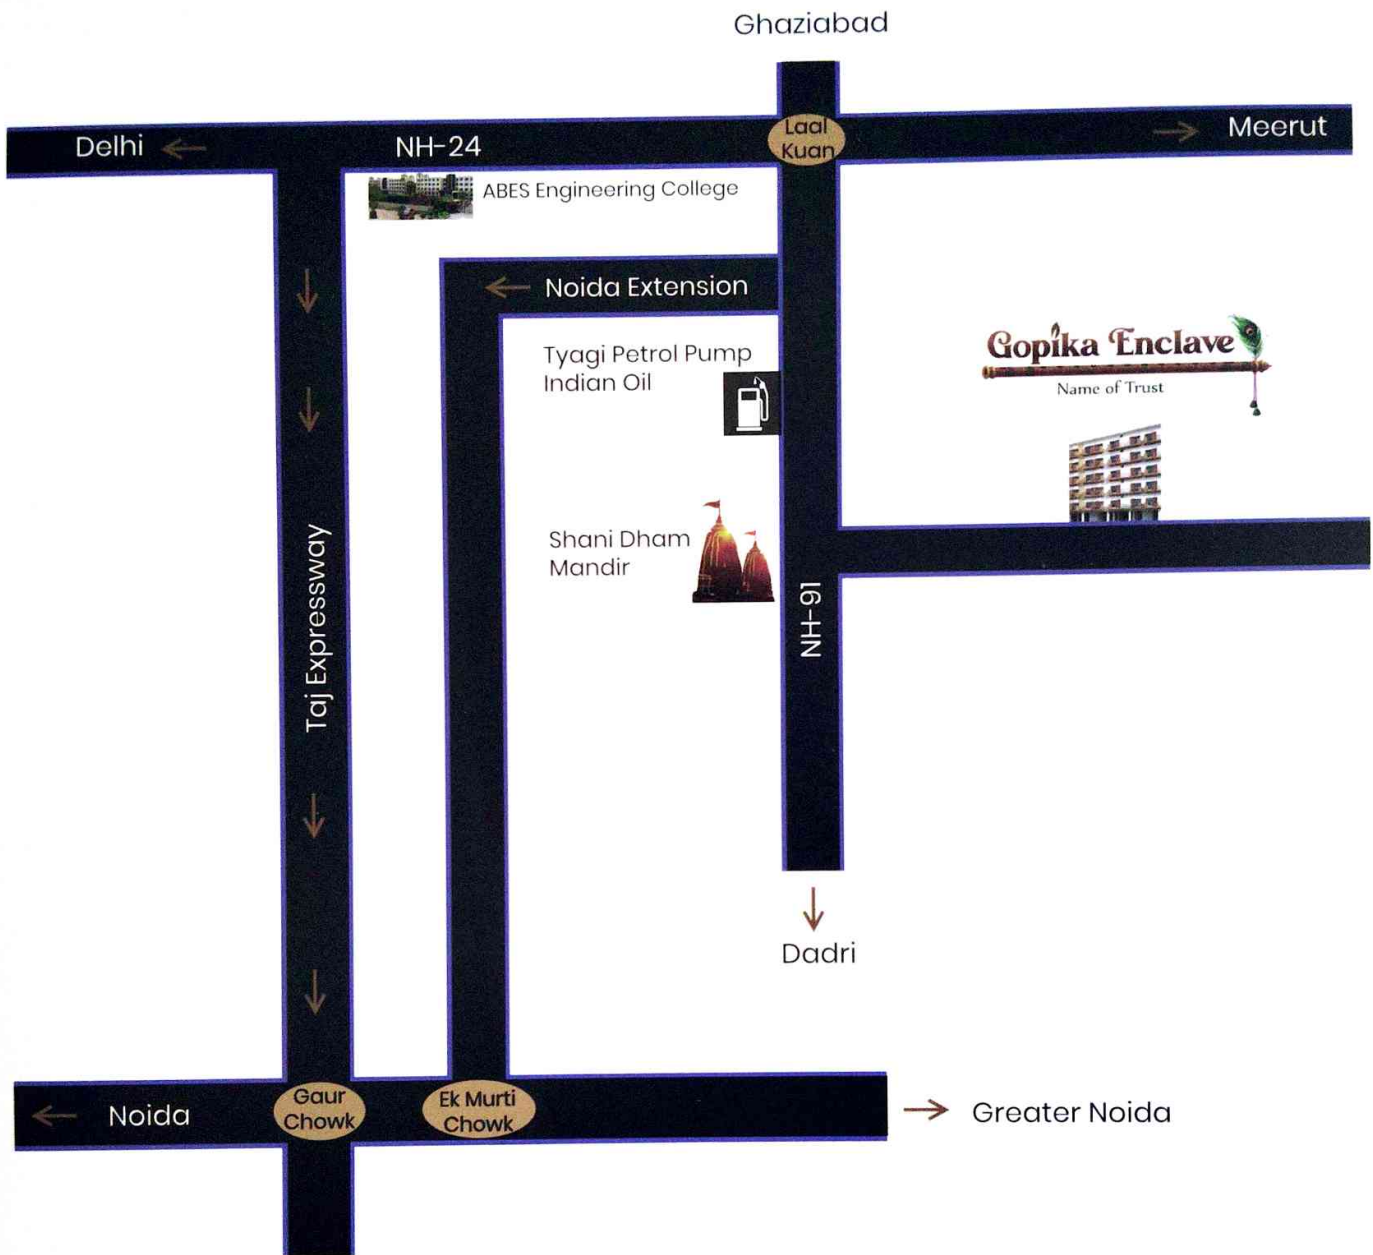 Ghaziabad
Delhi
NH-24
Laal
Kuan
Meerut
ABES Engineering College
Noida Extension
Gopika Enclave
Name of Trust
Tyagi Petrol Pump
Indian Oil
Shani Dham
Mandir
Taj Expressway
NH-91
Dadri
Noida
Gaur
Chowk
Ek Murti
Chowk
Greater Noida